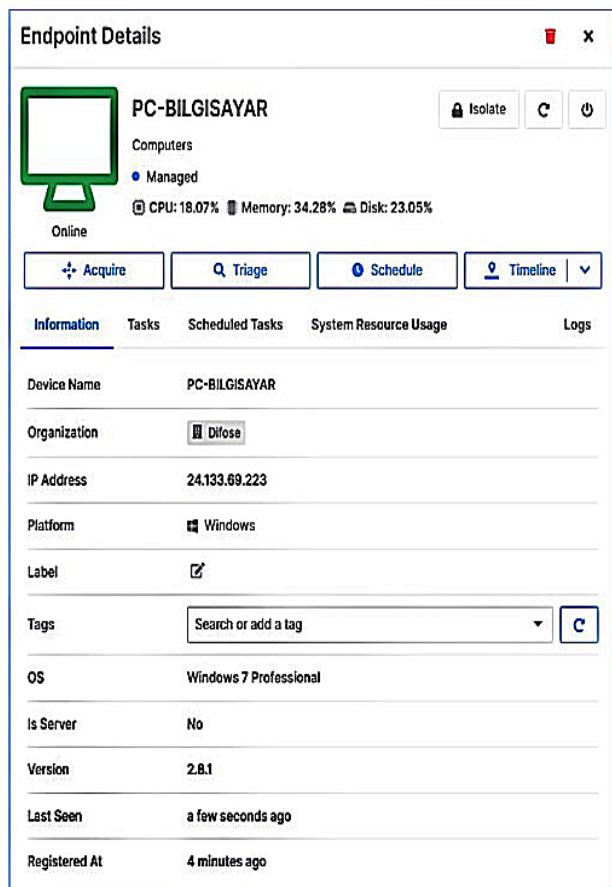 Endpoint Details
PC-BILGISAYAR
Isolate
Computers
Managed
CPU: 18.07% Memory: 34.28% Disk: 23.05%
Online
Acquire Triage Schedule Timeline
Information Tasks Scheduled Tasks System Resource Usage Logs
Device Name PC-BILGISAYAR
Organization Difose
IP Address 24.133.69.223
Platform Windows
Label
Tags Search or add a tag
OS Windows 7 Professional
Is Server No
Version 2.8.1
Last Seen a few seconds ago
Registered At 4 minutes ago